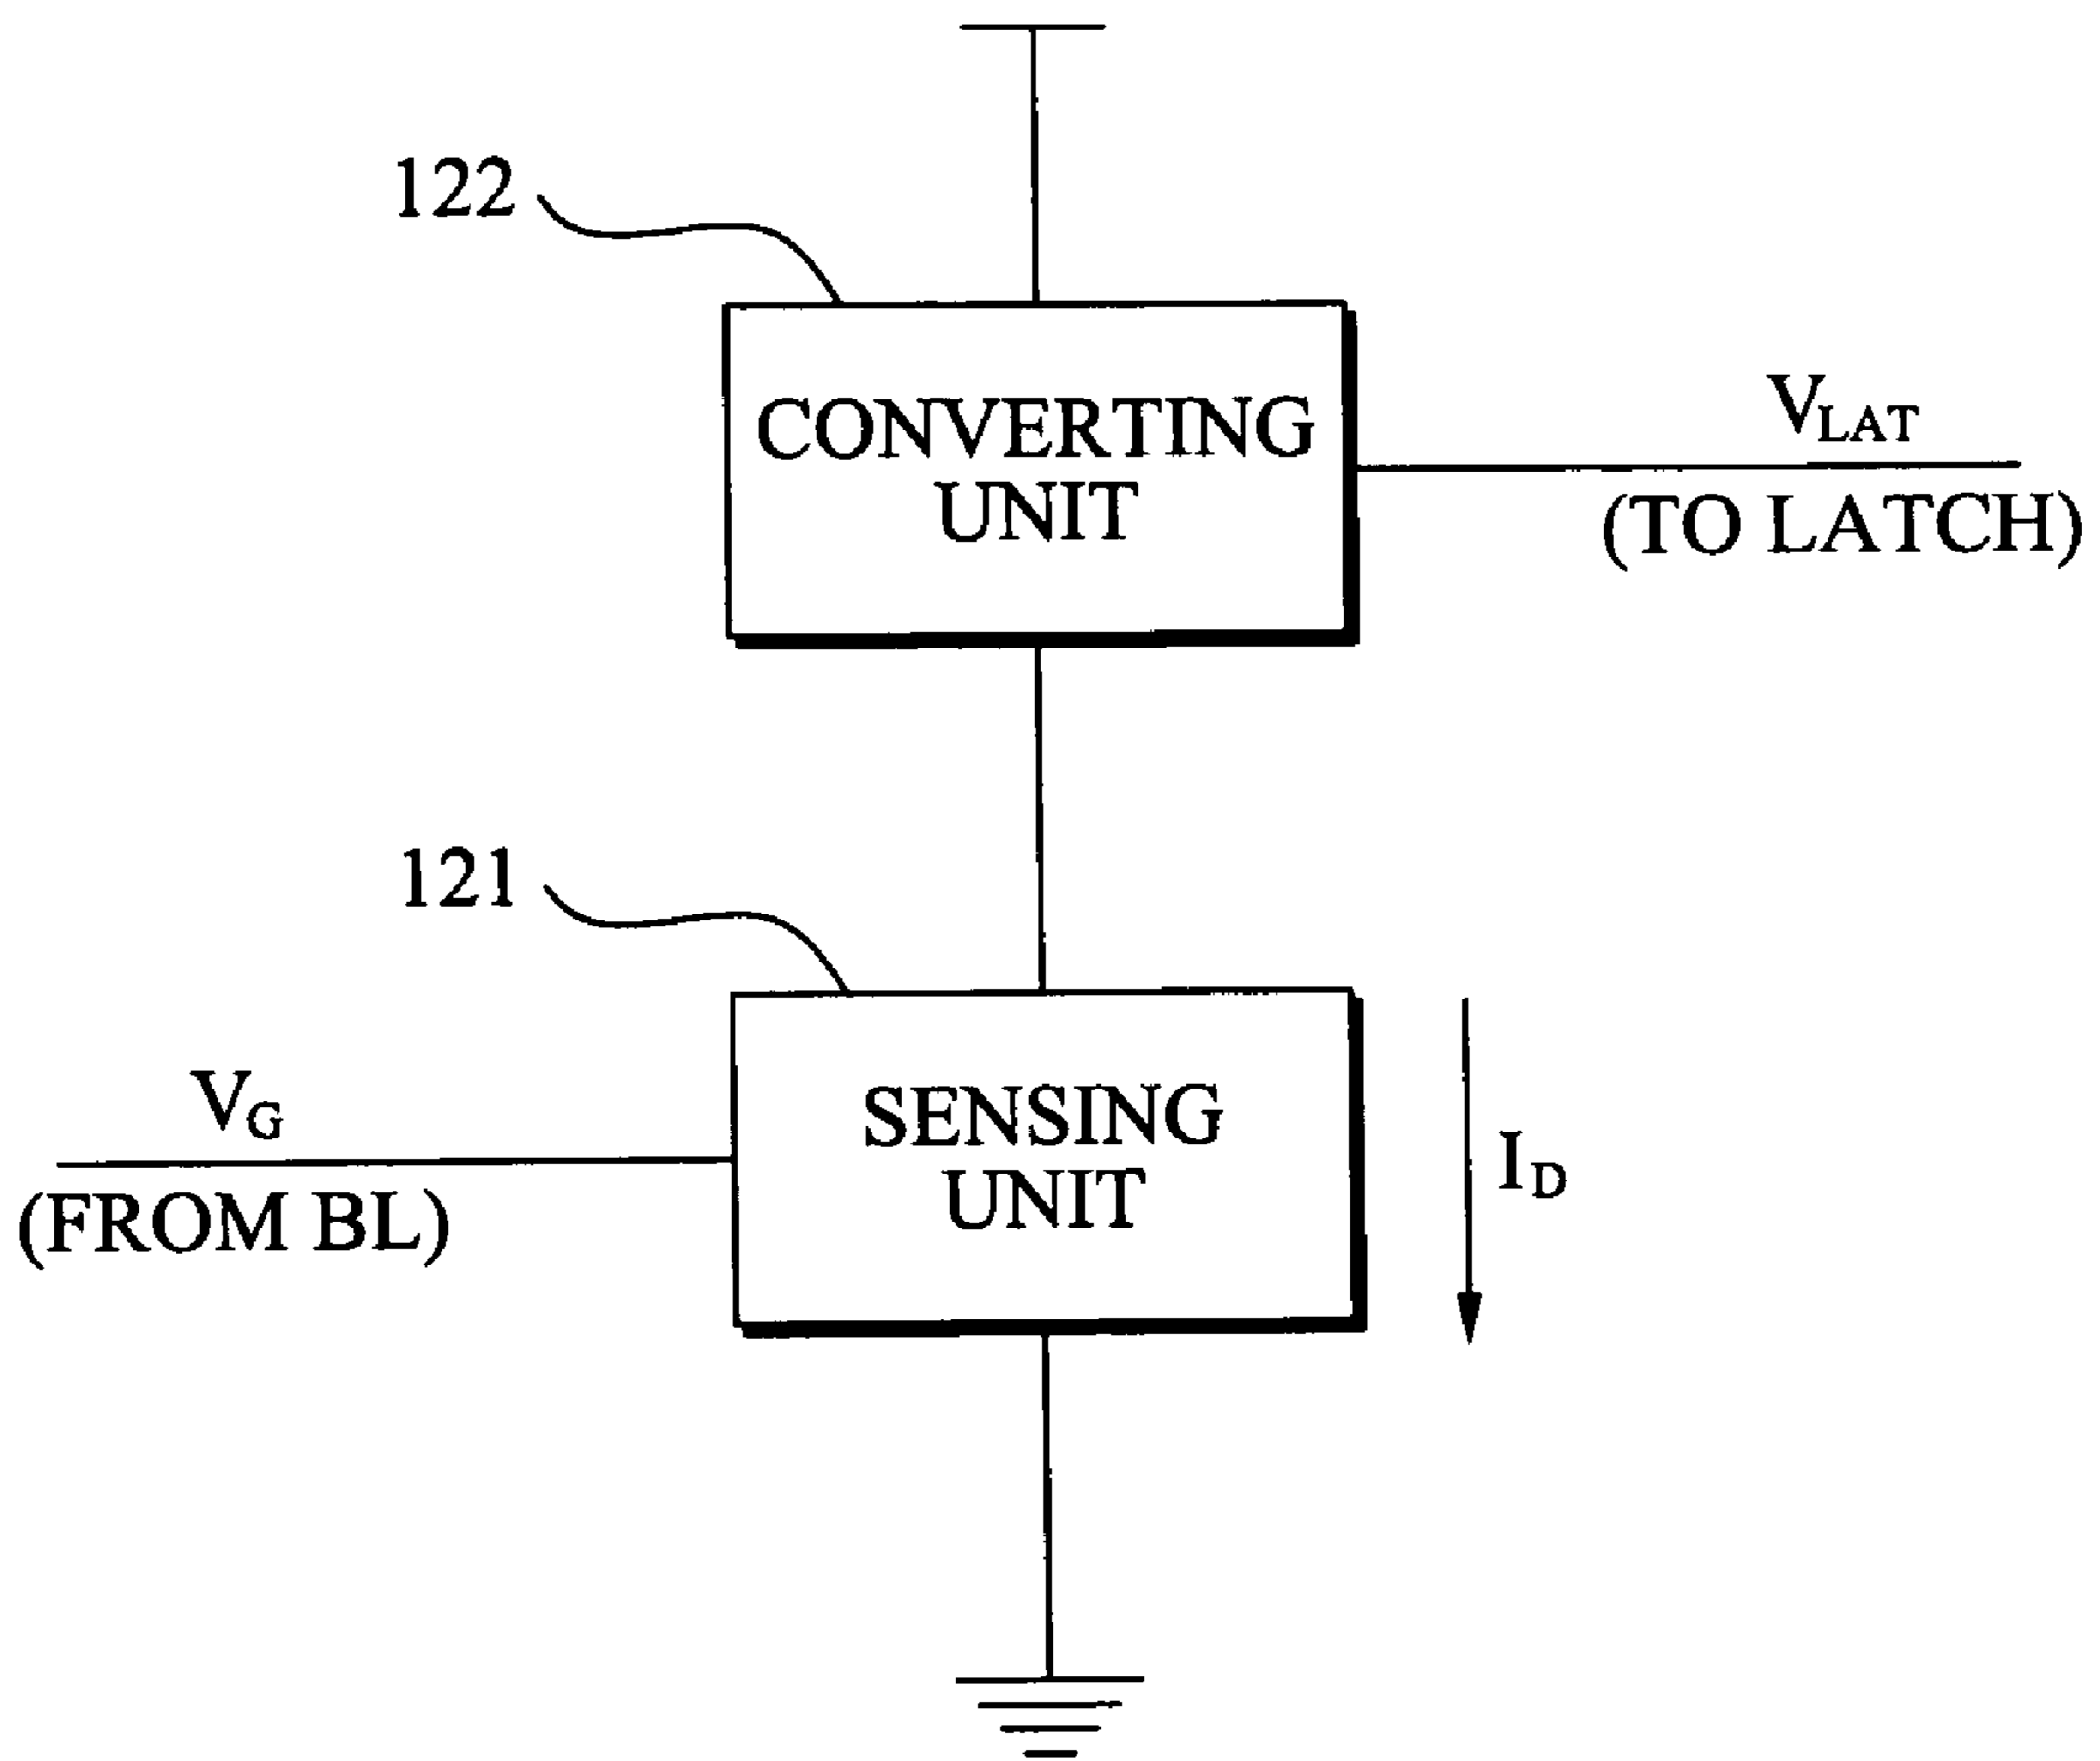 122
CONVERTING
UNIT
VLAT
(TO LATCH)
121
SENSING
UNIT
VG
(FROM BL)
ID